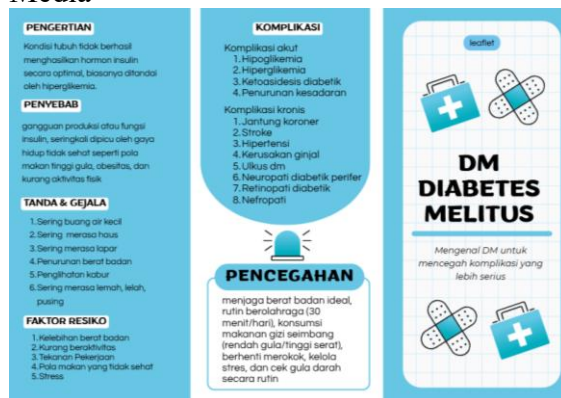 Media
PENGERTIAN
Kondisi tubuh tidak berhasil
menghasilkan hormon insulin
secara optimal, biasanya ditandai
oleh hiperglikemia.
PENYEBAB
gangguan produksi atau fungsi
insulin, seringkali dipicu oleh gaya
hidup tidak sehat seperti pola
makan tinggi gula, obesitas, dan
kurang aktivitas fisik
TANDA & GEJALA
1.Sering buang air kecil
2.Sering merasa haus
3.Sering merasa lapar
4.Penurunan berat badan
5.Penglihatan kabur
6.Sering merasa lemah, lelah,
pusing
FAKTOR RESIKO
1.Kelebihan berat badan
2.Kurang beraktivitas
3.Tekanan Pekerjaan
4.Pola makan yang tidak sehat
5.Stress
KOMPLIKASI
Komplikasi akut
1.Hipoglikemia
2.Hiperglikemia
3.Ketoasidesis diabetik
4.Penurunan kesadaran
Komplikasi kronis
1.Jantung koroner
2.Stroke
3.Hipertensi
4.Kerusakan ginjal
5.Ulkus dm
6.Neuropati diabetik perifer
7.Retinopati diabetik
8.Nefropati
PENCEGAHAN
menjaga berat badan ideal,
rutin berolahraga (30
menit/hari), konsumsi
makanan gizi seimbang
(rendah gula/tinggi serat),
berhenti merokok, kelola
stres, dan cek gula darah
secara rutin
leaflet
DM
DIABETES
MELITUS
Mengenal DM untuk
mencegah komplikasi yang
lebih serius